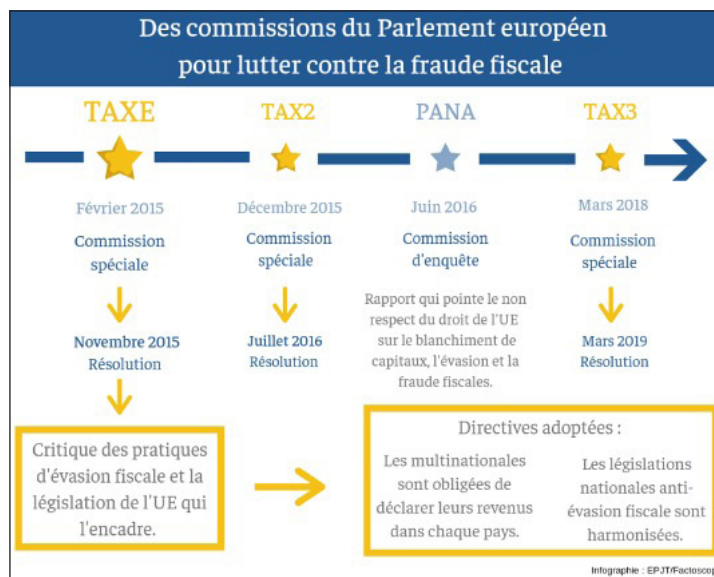 Des commissions du Parlement européen
pour lutter contre la fraude fiscale
TAXE
TAX2
PANA
TAX3
Février 2015
Décembre 2015
Juin 2016
Mars 2018
Commission
spéciale
Commission
spéciale
Commission
d'enquête
Commission
spéciale
Rapport qui pointe le non
respect du droit de l'UE
sur le blanchiment de
capitaux, l'évasion et la
fraude fiscales.
Novembre 2015
Résolution
Juillet 2016
Résolution
Mars 2019
Résolution
Critique des pratiques
d'évasion fiscale et la
législation de l'UE qui
l'encadre.
Directives adoptées :
Les multinationales
sont obligées de
déclarer leurs revenus
dans chaque pays.
Les législations
nationales anti-
évasion fiscale sont
harmonisées.
Infographie : EPJT/Factoscop